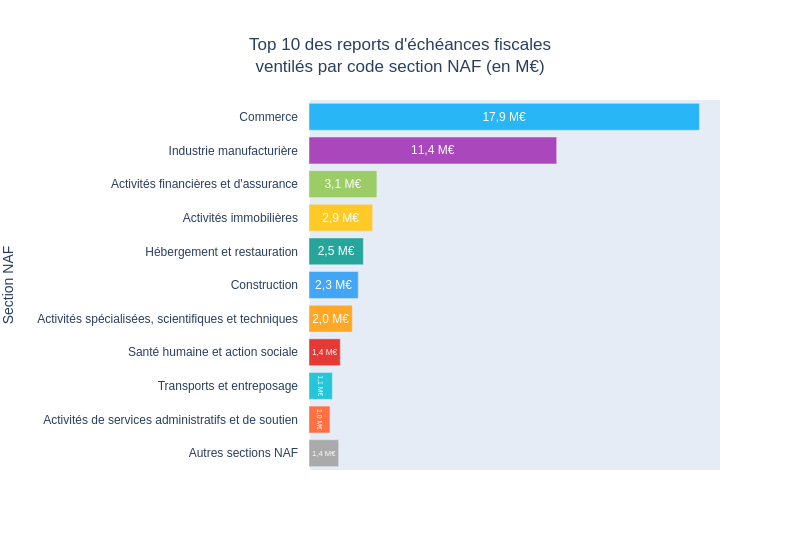 Top 10 des reports d'échéances fiscales
ventilés par code section NAF (en M€)
Section NAF
Commerce 17,9 M€
Industrie manufacturière 11,4 M€
Activités financières et d'assurance 3,1 M€
Activités immobilières 2,9 M€
Hébergement et restauration 2,5 M€
Construction 2,3 M€
Activités spécialisées, scientifiques et techniques 2,0 M€
Santé humaine et action sociale 1,4 M€
Transports et entreposage 1,1 M€
Activités de services administratifs et de soutien 1,0 M€
Autres sections NAF 1,4 M€